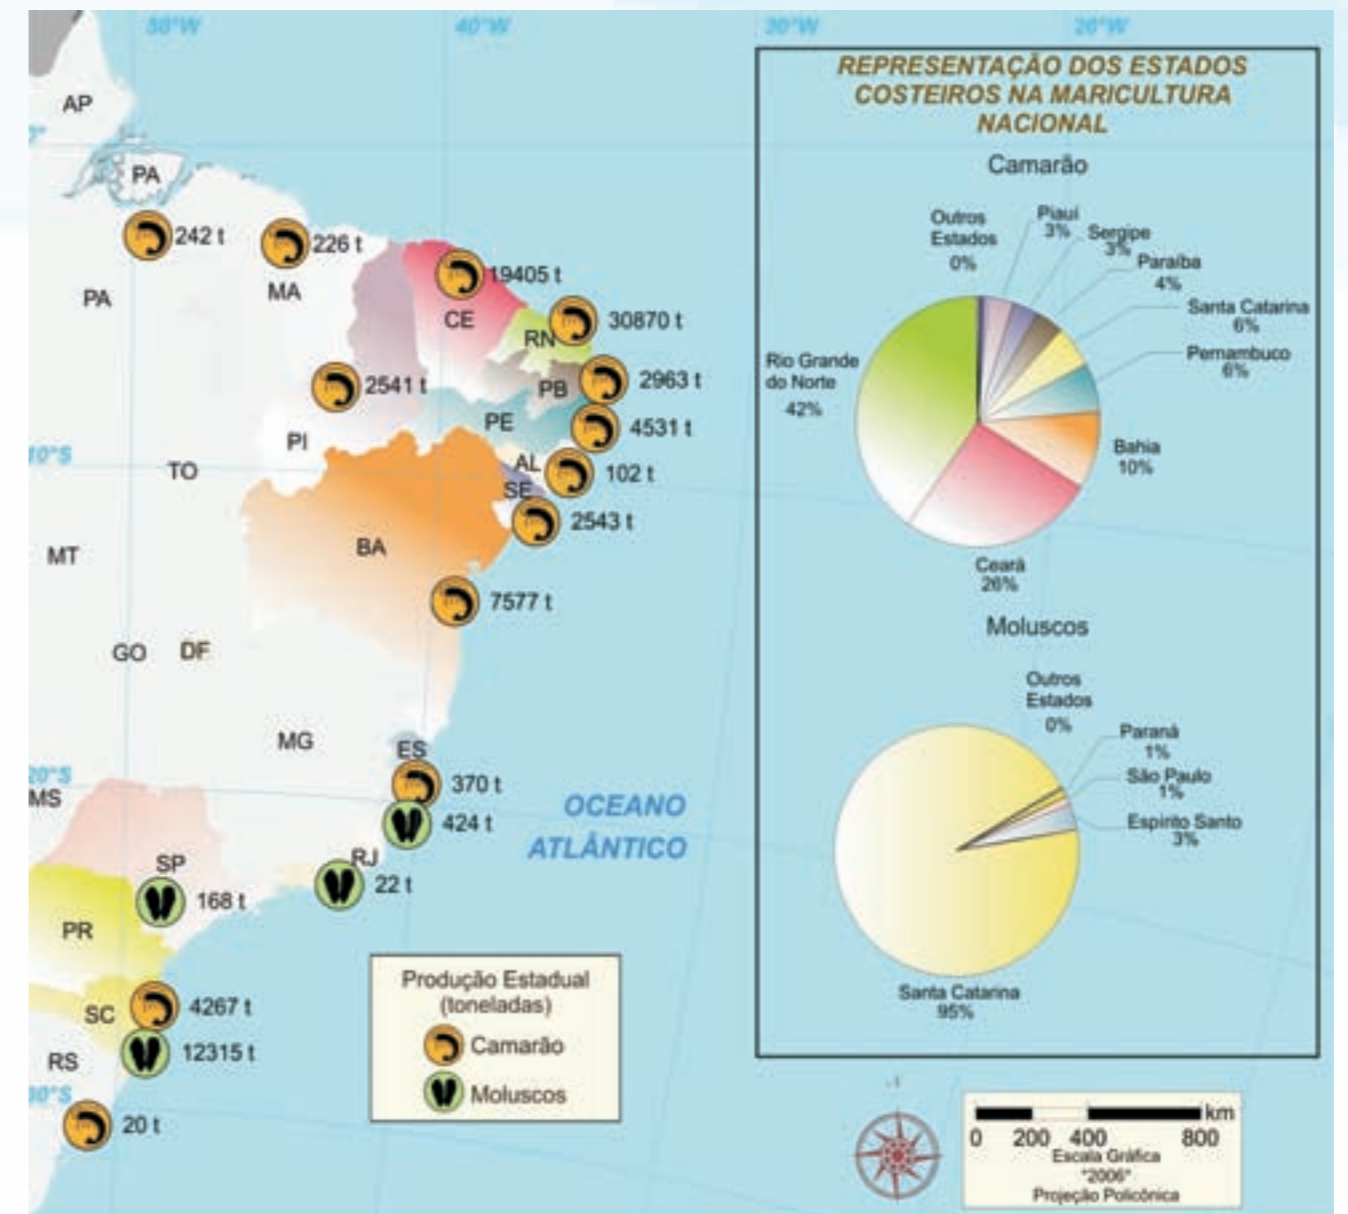 50°W
40°W
30°W
20°W
AP
0°
PA
242 t
226 t
PA
MA
19405 t
CE
RN
30870 t
2541 t
PB
2963 t
PE
4531 t
PI
10°S
TO
AL
102 t
SE
2543 t
MT
BA
7577 t
GO
DF
MG
ES
20°S
MS
370 t
424 t
OCEANO
ATLÂNTICO
SP
RJ
22 t
168 t
PR
SC
4267 t
12315 t
RS
30°S
20 t
Produção Estadual
(toneladas)
Camarão
Moluscos
REPRESENTAÇÃO DOS ESTADOS
COSTEIROS NA MARICULTURA
NACIONAL
Camarão
Outros
Estados
0%
Piauí
3%
Sergipe
3%
Paraíba
4%
Santa Catarina
6%
Pernambuco
6%
Rio Grande
do Norte
42%
Bahia
10%
Ceará
26%
Moluscos
Outros
Estados
0%
Paraná
1%
São Paulo
1%
Espírito Santo
3%
Santa Catarina
95%
km
0 200 400 800
Escala Gráfica
"2006"
Projeção Policônica